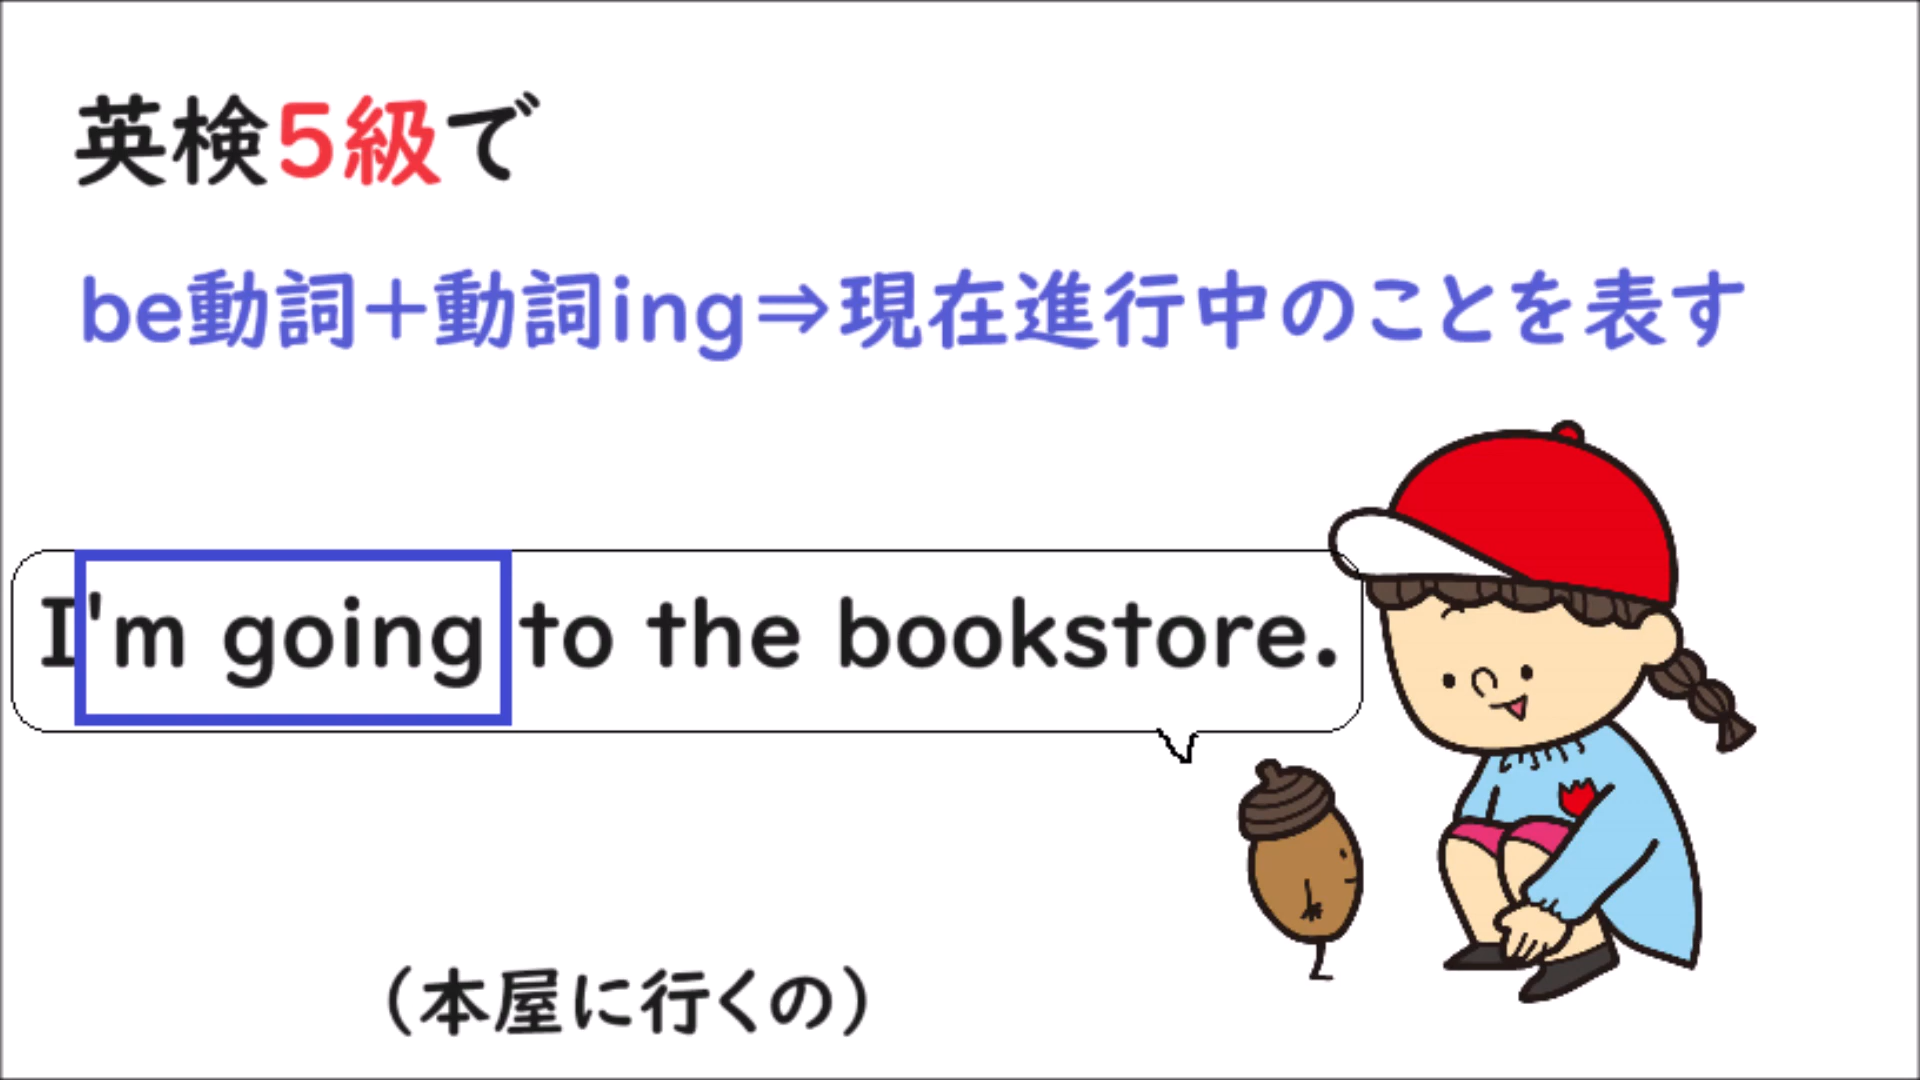 英検5級で
be動詞＋動詞ing⇒現在進行中のことを表す
I'm going to the bookstore.
（本屋に行くの）